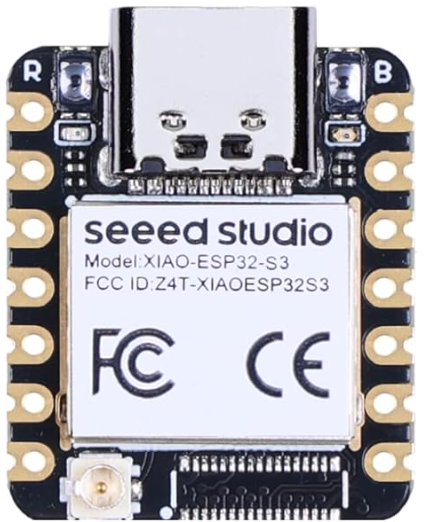 R B
seeed studio
Model:XIAO-ESP32-S3
FCC ID:Z4T-XIAOESP32S3
FC CE